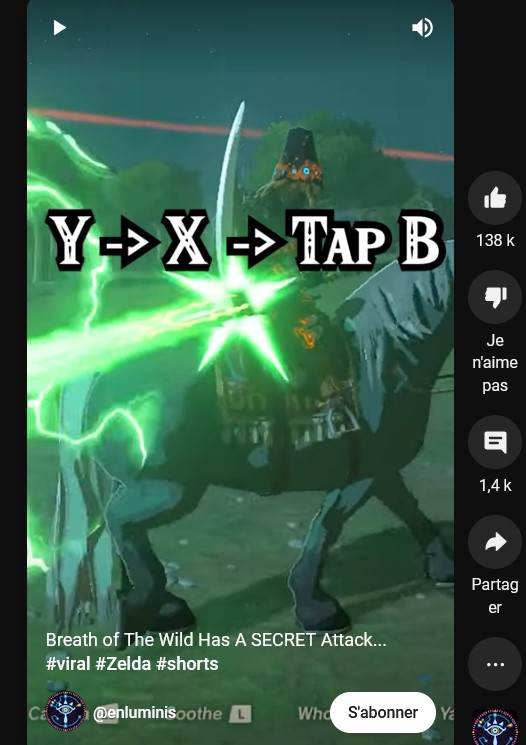 Y -> X -> TAP B
138 k
Je
n'aime
pas
1,4 k
Partag
er
Breath of The Wild Has A SECRET Attack...
#viral #Zelda #shorts
@enluminis
oothe L
S'abonner